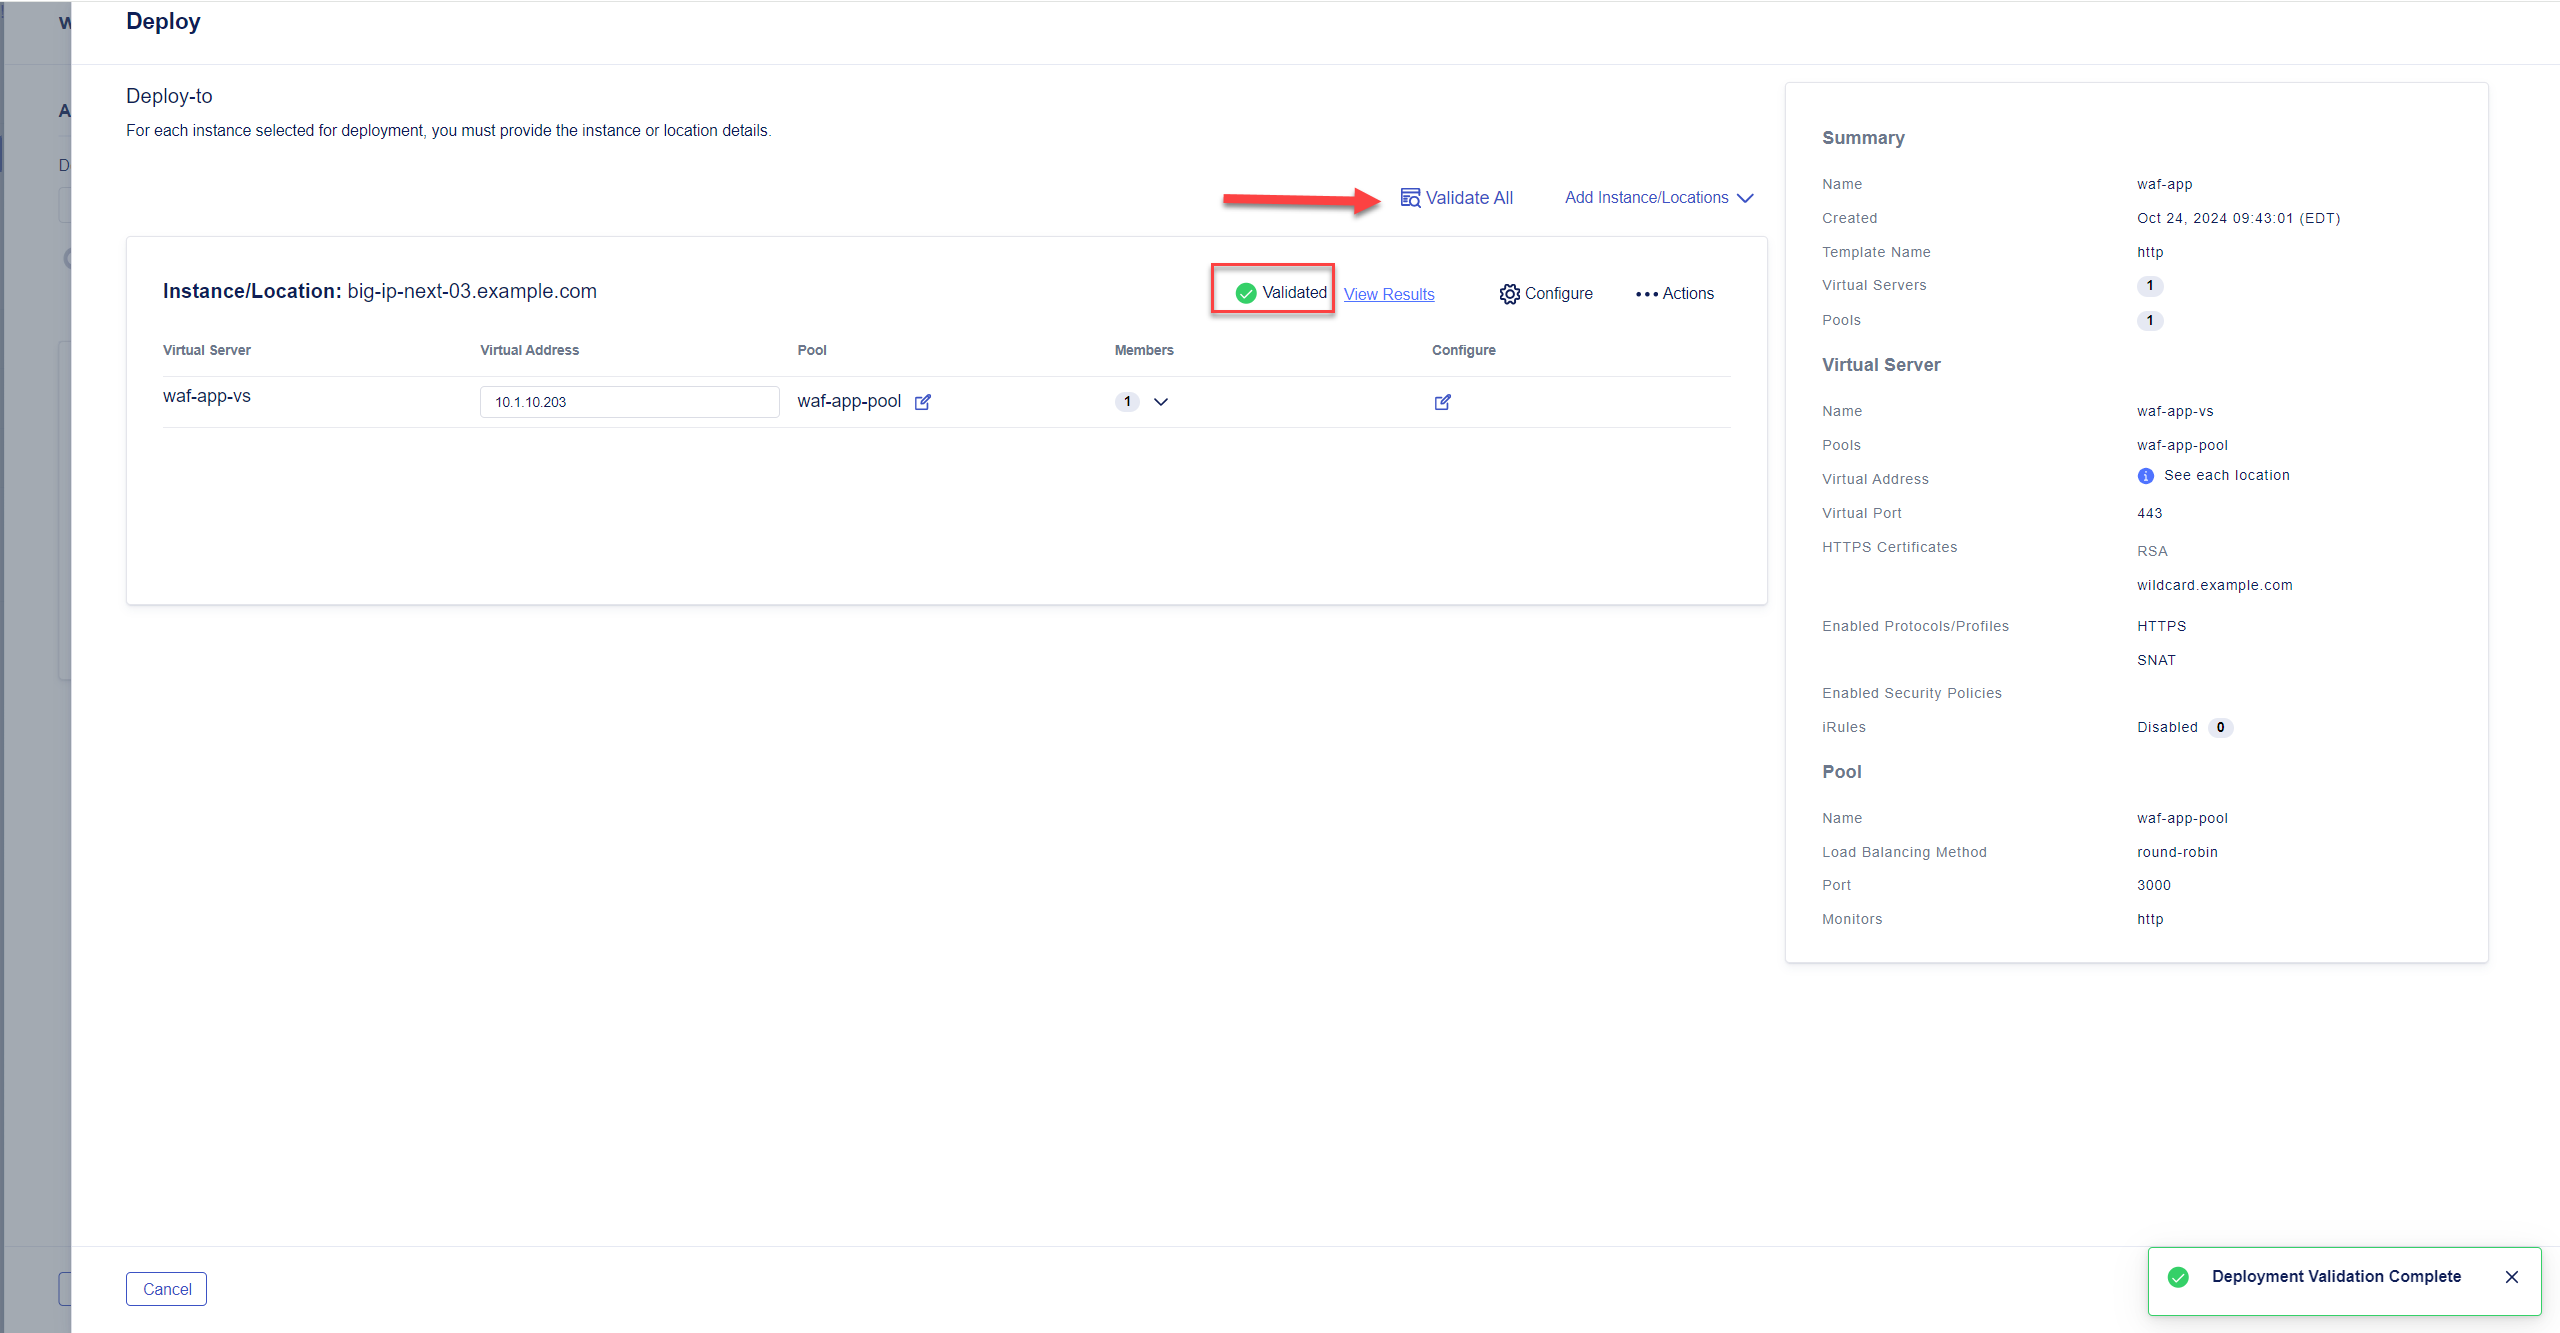 Deploy
Deploy-to
For each instance selected for deployment, you must provide the instance or location details.
Validate All
Add Instance/Locations
Instance/Location: big-ip-next-03.example.com
Validated
View Results
Configure
Actions
Virtual Server
Virtual Address
Pool
Members
Configure
waf-app-vs
10.1.10.203
waf-app-pool
1
Summary
Name
waf-app
Created
Oct 24, 2024 09:43:01 (EDT)
Template Name
http
Virtual Servers
1
Pools
1
Virtual Server
Name
waf-app-vs
Pools
waf-app-pool
Virtual Address
See each location
Virtual Port
443
HTTPS Certificates
RSA
wildcard.example.com
Enabled Protocols/Profiles
HTTPS
SNAT
Enabled Security Policies
iRules
Disabled 0
Pool
Name
waf-app-pool
Load Balancing Method
round-robin
Port
3000
Monitors
http
Cancel
Deployment Validation Complete